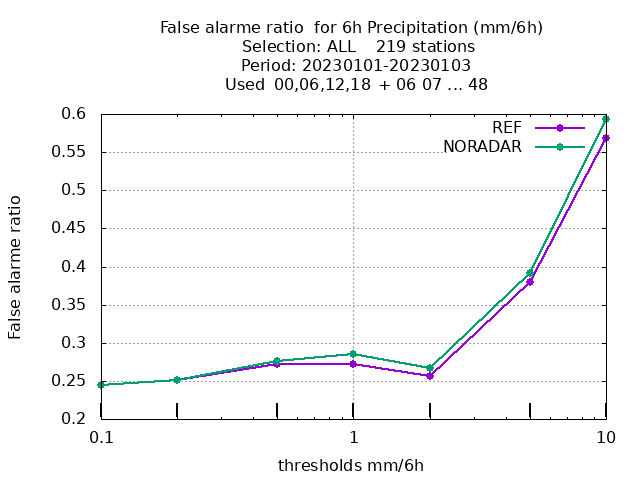 False alarme ratio for 6h Precipitation (mm/6h)
Selection: ALL 219 stations
Period: 20230101-20230103
Used 00,06,12,18 + 06 07 ... 48
REF
NORADAR
0.6
0.55
0.5
0.45
0.4
0.35
0.3
0.25
0.2
False alarme ratio
0.1 1 10
thresholds mm/6h